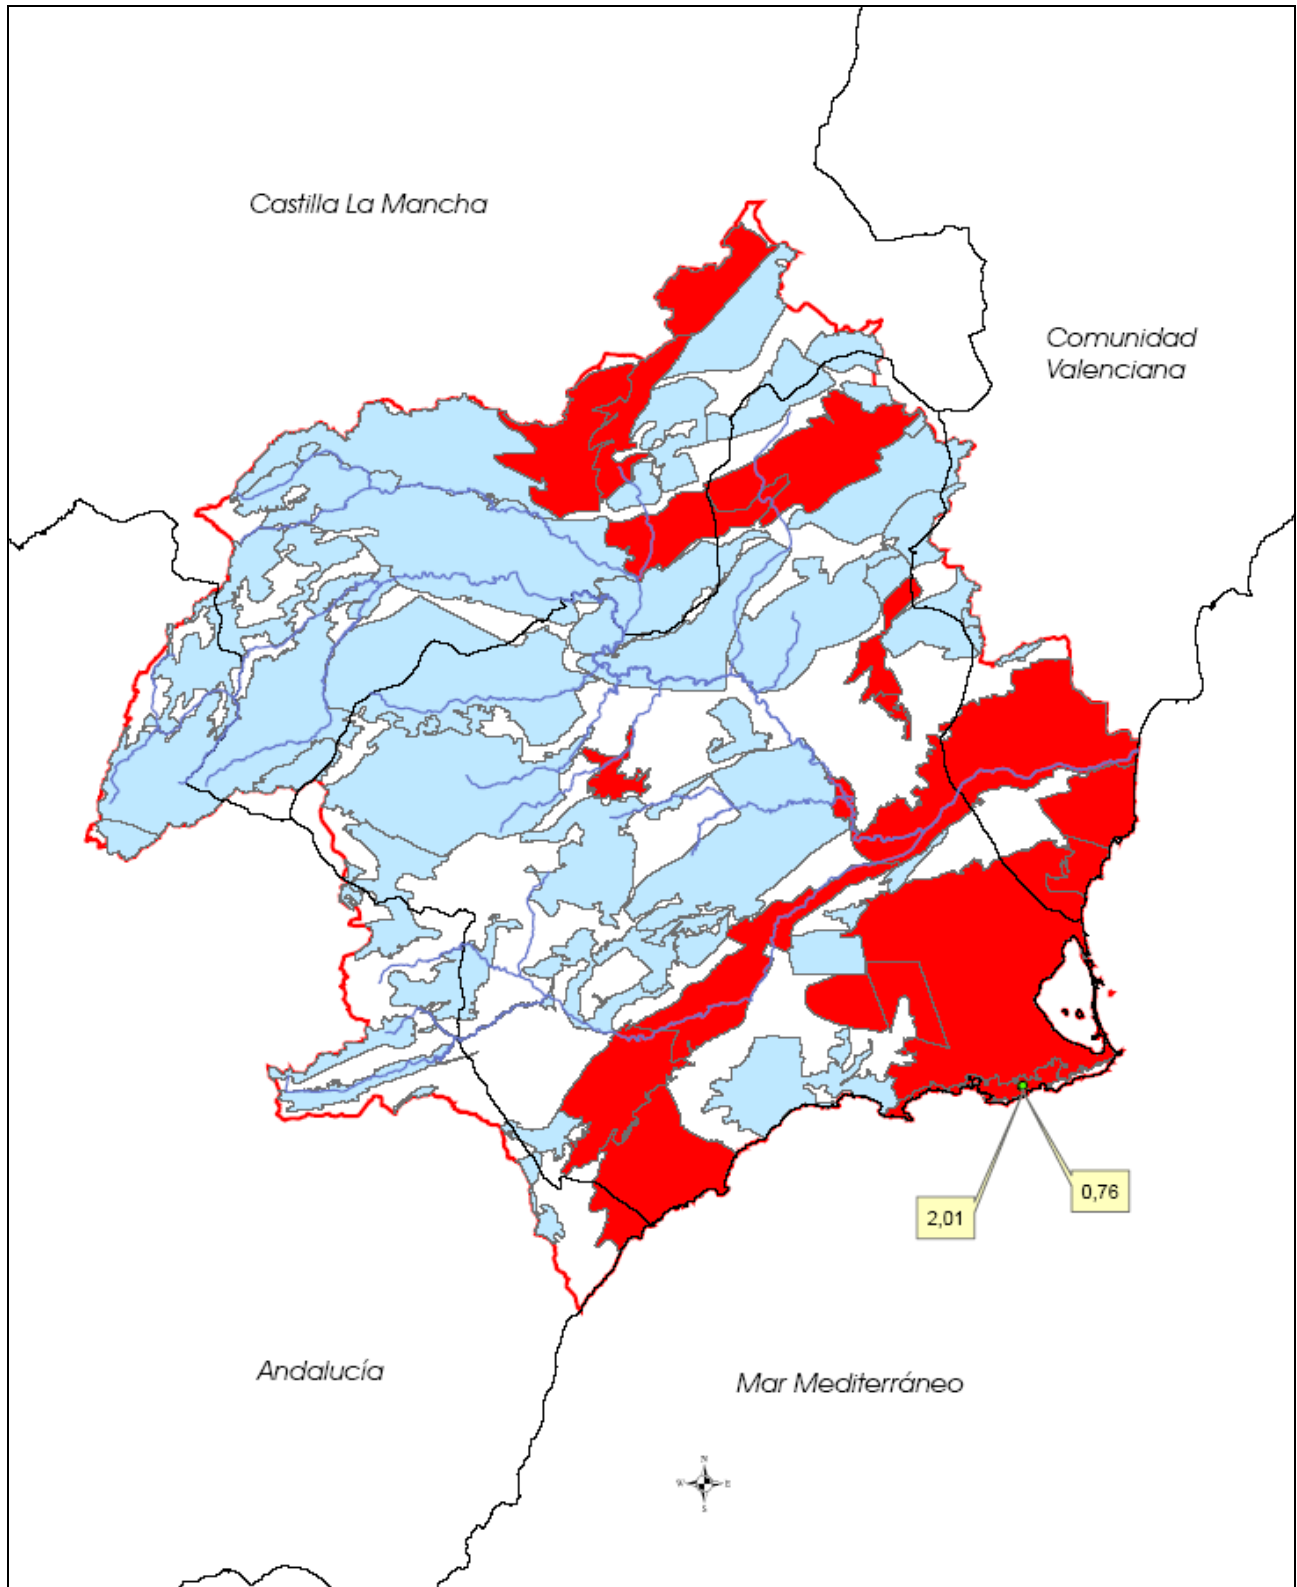 Castilla La Mancha
Comunidad
Valenciana
0,76
2,01
Andalucía
Mar Mediterráneo
N
W E
S